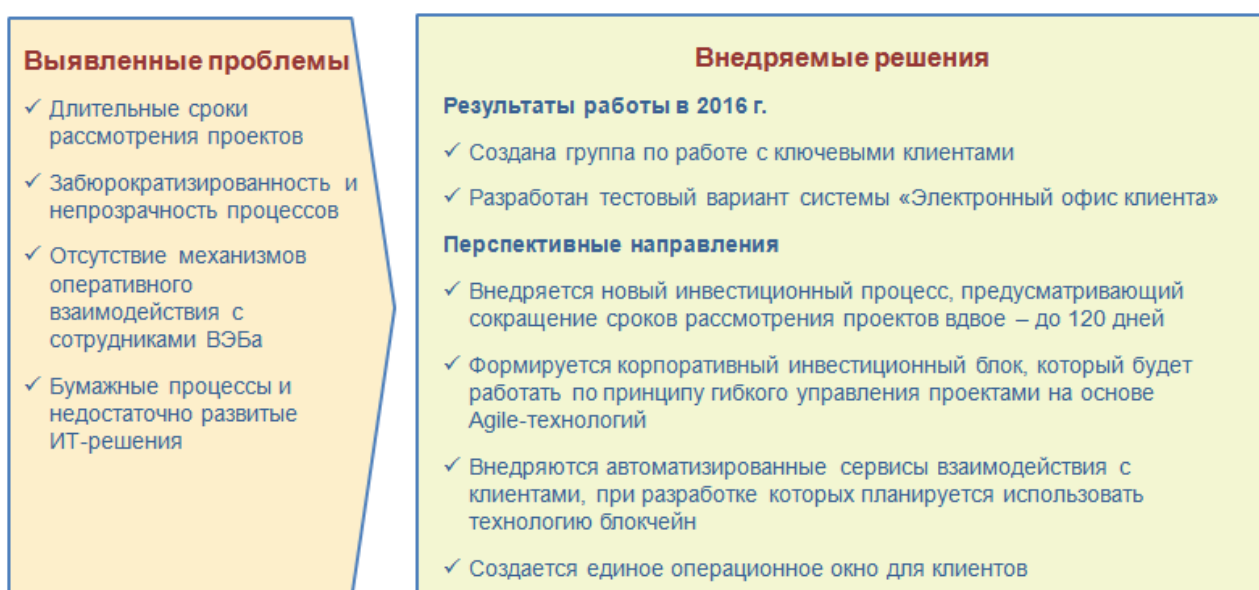 Выявленные проблемы
✓ Длительные сроки
рассмотрения проектов
✓ Забюрократизированность и
непрозрачность процессов
✓ Отсутствие механизмов
оперативного
взаимодействия с
сотрудниками ВЭБа
✓ Бумажные процессы и
недостаточно развитые
ИТ-решения
Внедряемые решения
Результаты работы в 2016 г.
✓ Создана группа по работе с ключевыми клиентами
✓ Разработан тестовый вариант системы «Электронный офис клиента»
Перспективные направления
✓ Внедряется новый инвестиционный процесс, предусматривающий
сокращение сроков рассмотрения проектов вдвое – до 120 дней
✓ Формируется корпоративный инвестиционный блок, который будет
работать по принципу гибкого управления проектами на основе
Agile-технологий
✓ Внедряются автоматизированные сервисы взаимодействия с
клиентами, при разработке которых планируется использовать
технологию блокчейн
✓ Создается единое операционное окно для клиентов